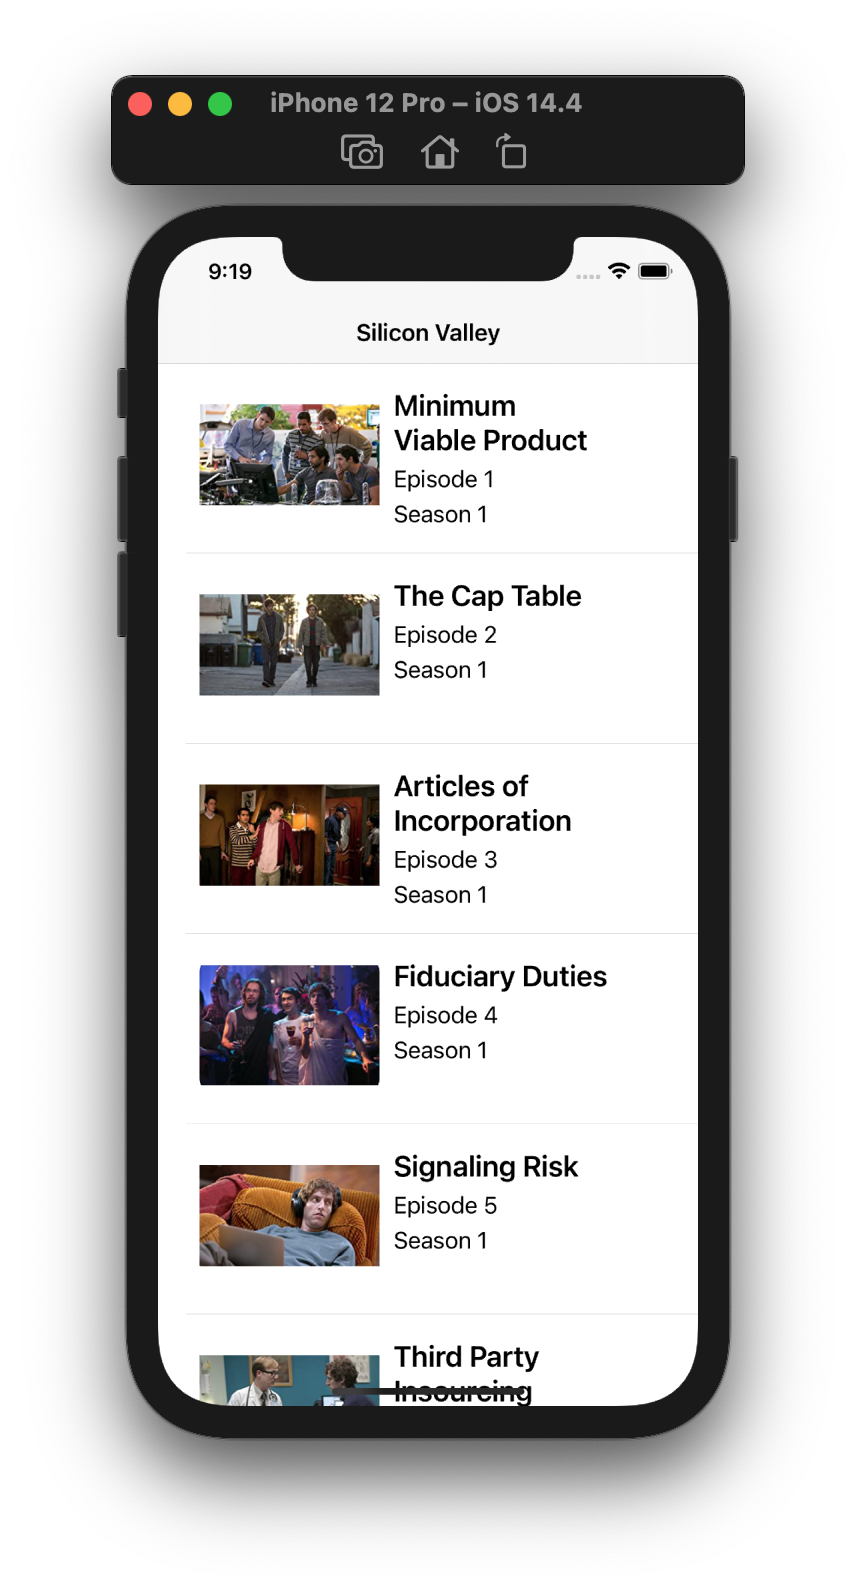 iPhone 12 Pro – iOS 14.4
9:19
Silicon Valley
Minimum
Viable Product
Episode 1
Season 1
The Cap Table
Episode 2
Season 1
Articles of
Incorporation
Episode 3
Season 1
Fiduciary Duties
Episode 4
Season 1
Signaling Risk
Episode 5
Season 1
Third Party
Insourcing